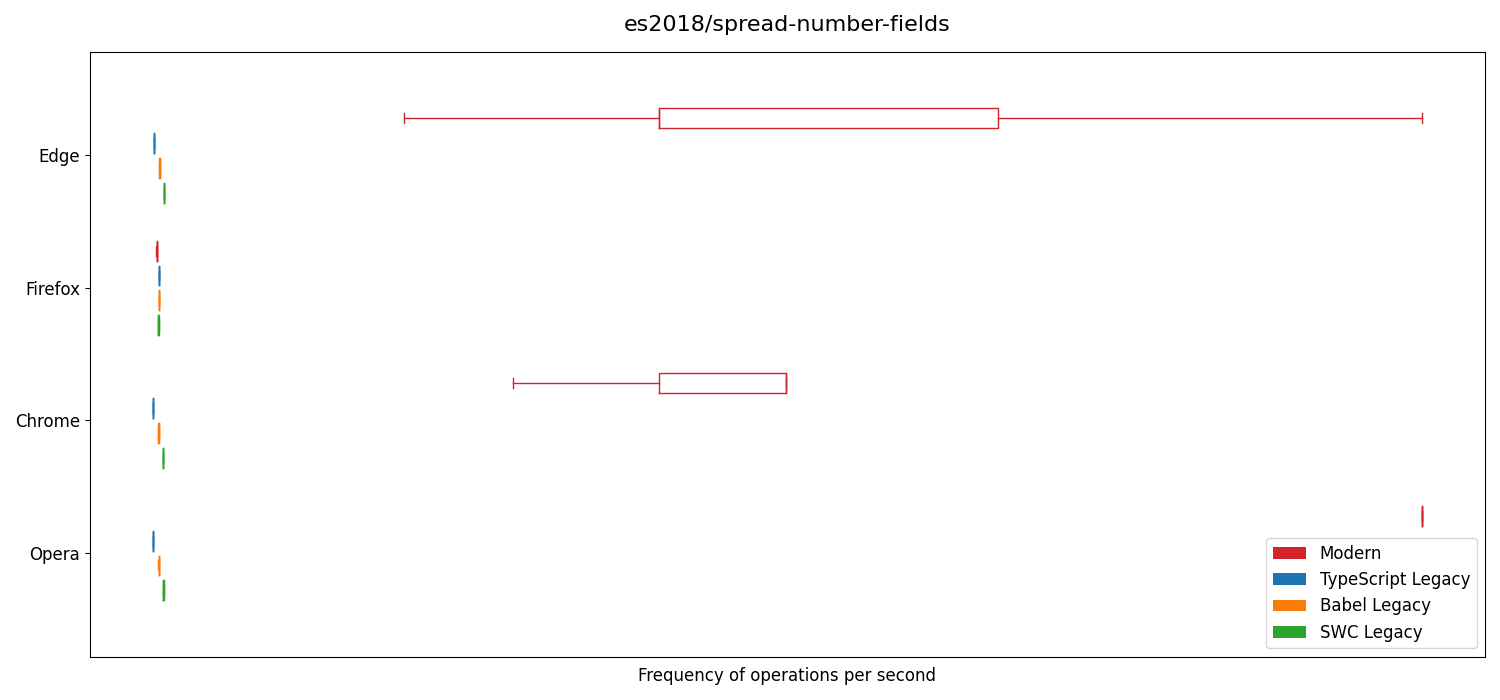 es2018/spread-number-fields
Edge
Firefox
Chrome
Opera
Modern
TypeScript Legacy
Babel Legacy
SWC Legacy
Frequency of operations per second